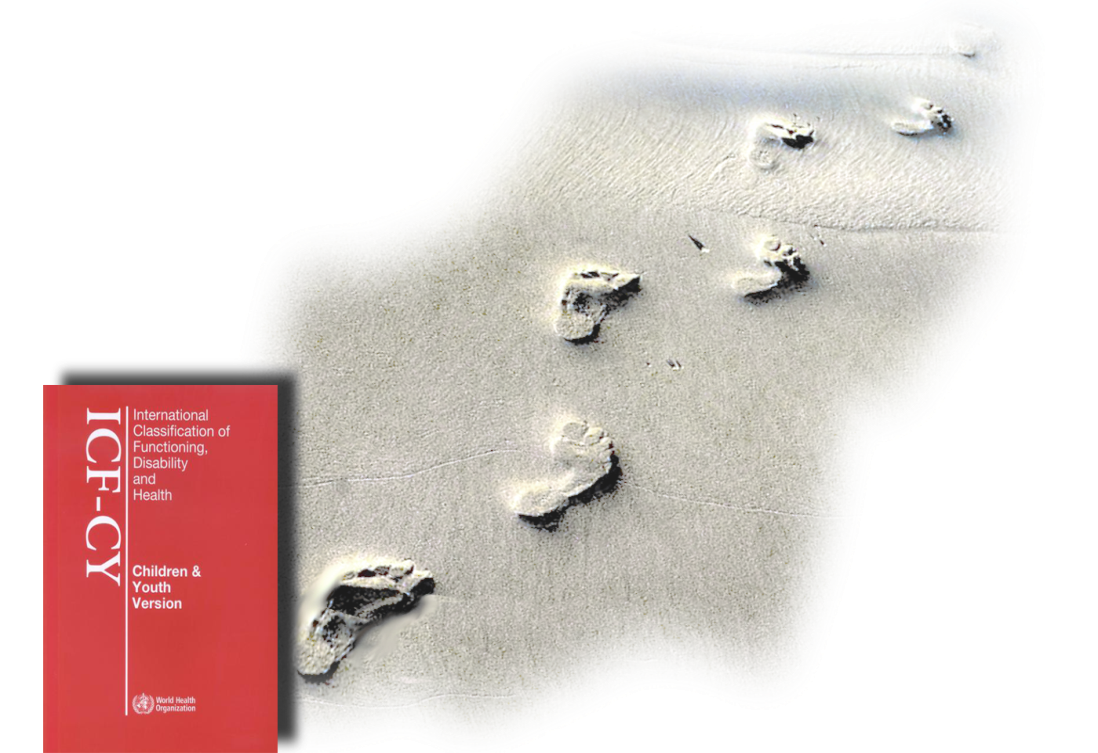 ICF-CY
International
Classification of
Functioning,
Disability
and
Health
Children &
Youth
Version
World Health
Organization